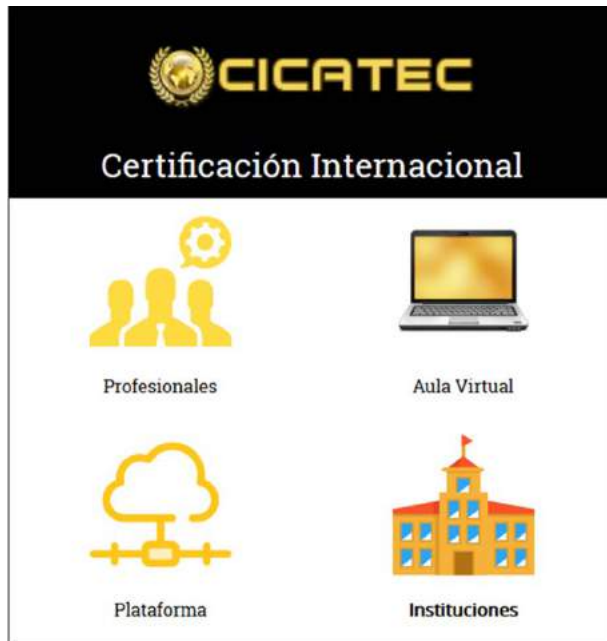 CICATEC
Certificación Internacional
Profesionales
Aula Virtual
Plataforma
Instituciones